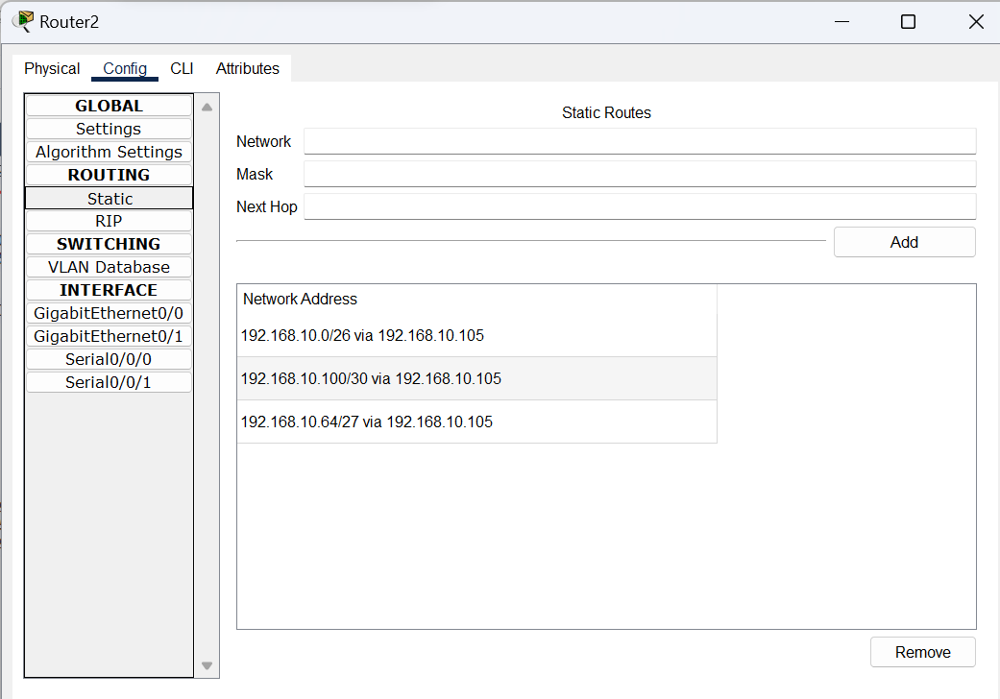 Router2
Physical Config CLI Attributes
GLOBAL
Settings
Algorithm Settings
ROUTING
Static
RIP
SWITCHING
VLAN Database
INTERFACE
GigabitEthernet0/0
GigabitEthernet0/1
Serial0/0/0
Serial0/0/1
Static Routes
Network
Mask
Next Hop
Add
Network Address
192.168.10.0/26 via 192.168.10.105
192.168.10.100/30 via 192.168.10.105
192.168.10.64/27 via 192.168.10.105
Remove